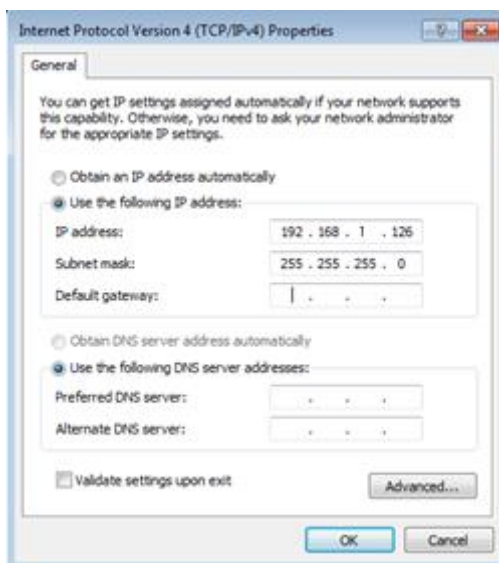 Internet Protocol Version 4 (TCP/IPv4) Properties
General
You can get IP settings assigned automatically if your network supports
this capability. Otherwise, you need to ask your network administrator
for the appropriate IP settings.
Obtain an IP address automatically
Use the following IP address:
IP address: 192 . 168 . 1 . 126
Subnet mask: 255 . 255 . 255 . 0
Default gateway: . . .
Obtain DNS server address automatically
Use the following DNS server addresses:
Preferred DNS server: . . .
Alternate DNS server: . . .
Validate settings upon exit
Advanced...
OK Cancel